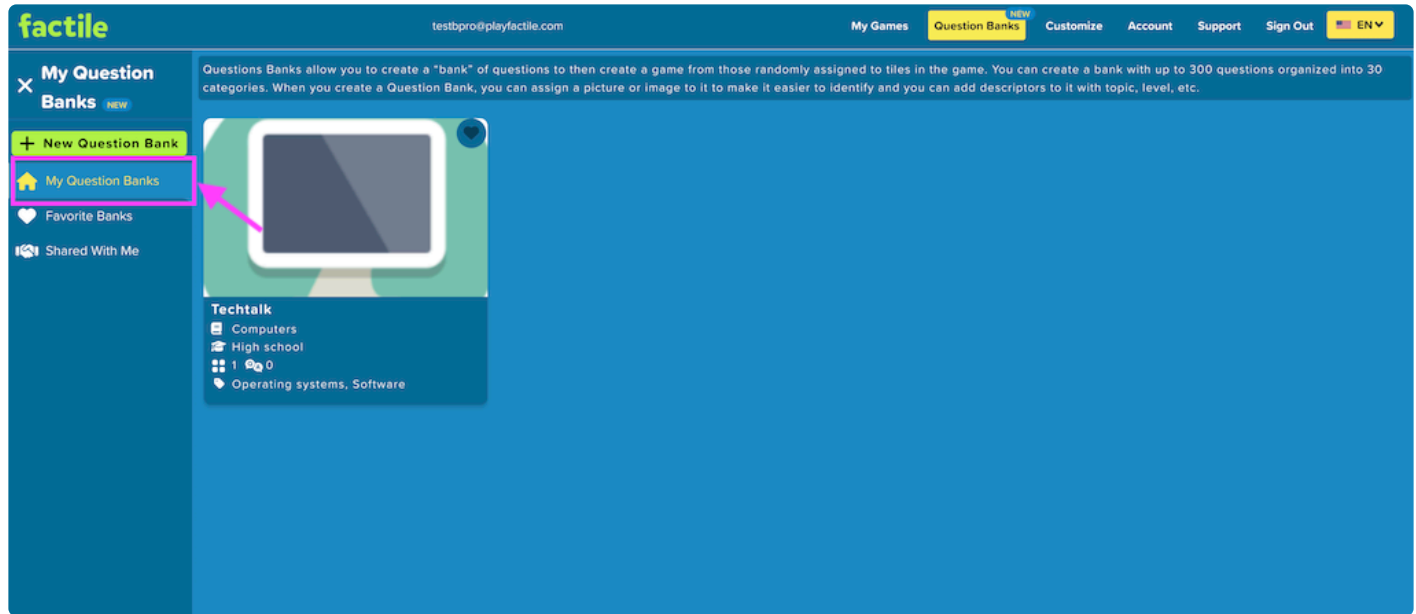 factile
testbpro@playfactile.com
My Games
Question Banks
NEW
Customize
Account
Support
Sign Out
EN
My Question
Banks NEW
+ New Question Bank
My Question Banks
Favorite Banks
Shared With Me
Questions Banks allow you to create a "bank" of questions to then create a game from those randomly assigned to tiles in the game. You can create a bank with up to 300 questions organized into 30
categories. When you create a Question Bank, you can assign a picture or image to it to make it easier to identify and you can add descriptors to it with topic, level, etc.
Techtalk
Computers
High school
1 0
Operating systems, Software